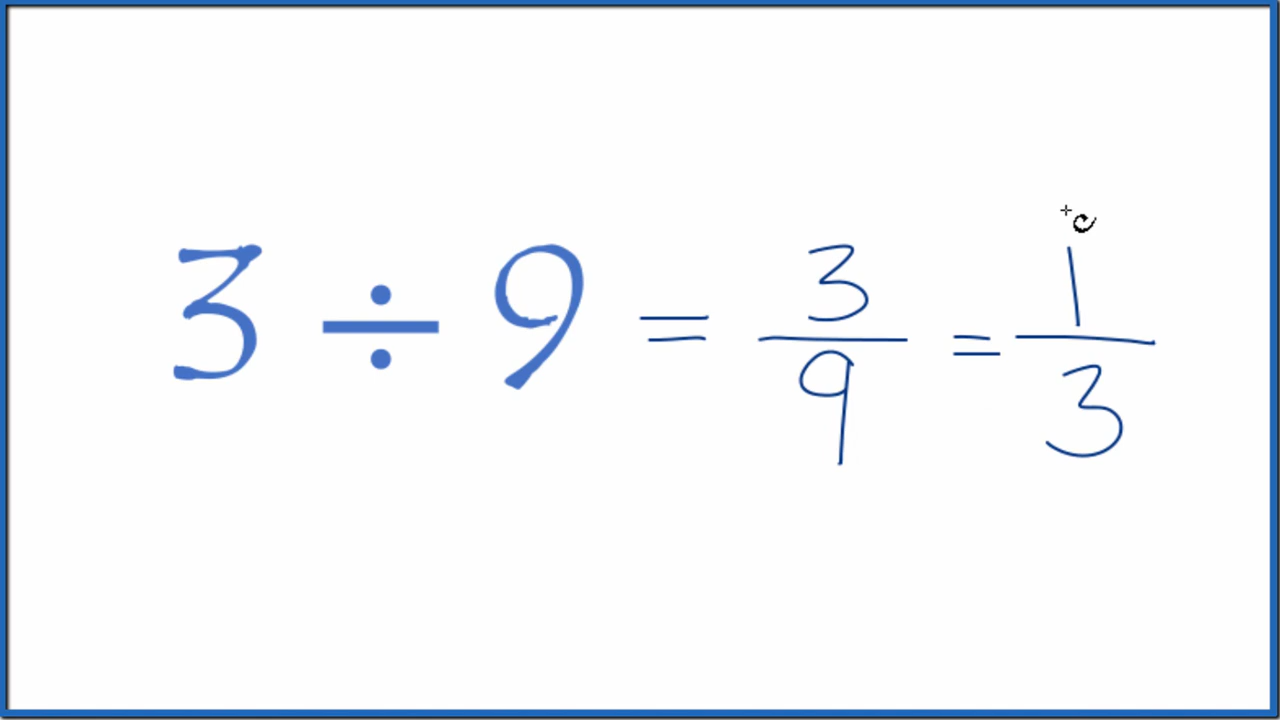 3 ÷ 9 = 3/9 = 1/3